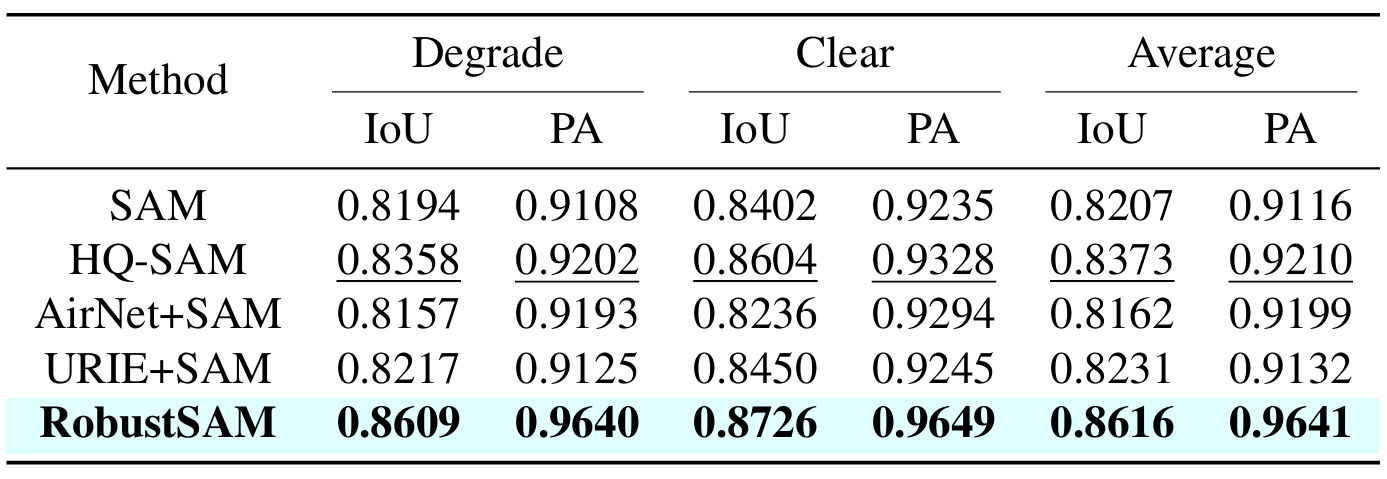 Method Degrade Clear Average
IoU PA IoU PA IoU PA
SAM 0.8194 0.9108 0.8402 0.9235 0.8207 0.9116
HQ-SAM 0.8358 0.9202 0.8604 0.9328 0.8373 0.9210
AirNet+SAM 0.8157 0.9193 0.8236 0.9294 0.8162 0.9199
URIE+SAM 0.8217 0.9125 0.8450 0.9245 0.8231 0.9132
RobustSAM 0.8609 0.9640 0.8726 0.9649 0.8616 0.9641